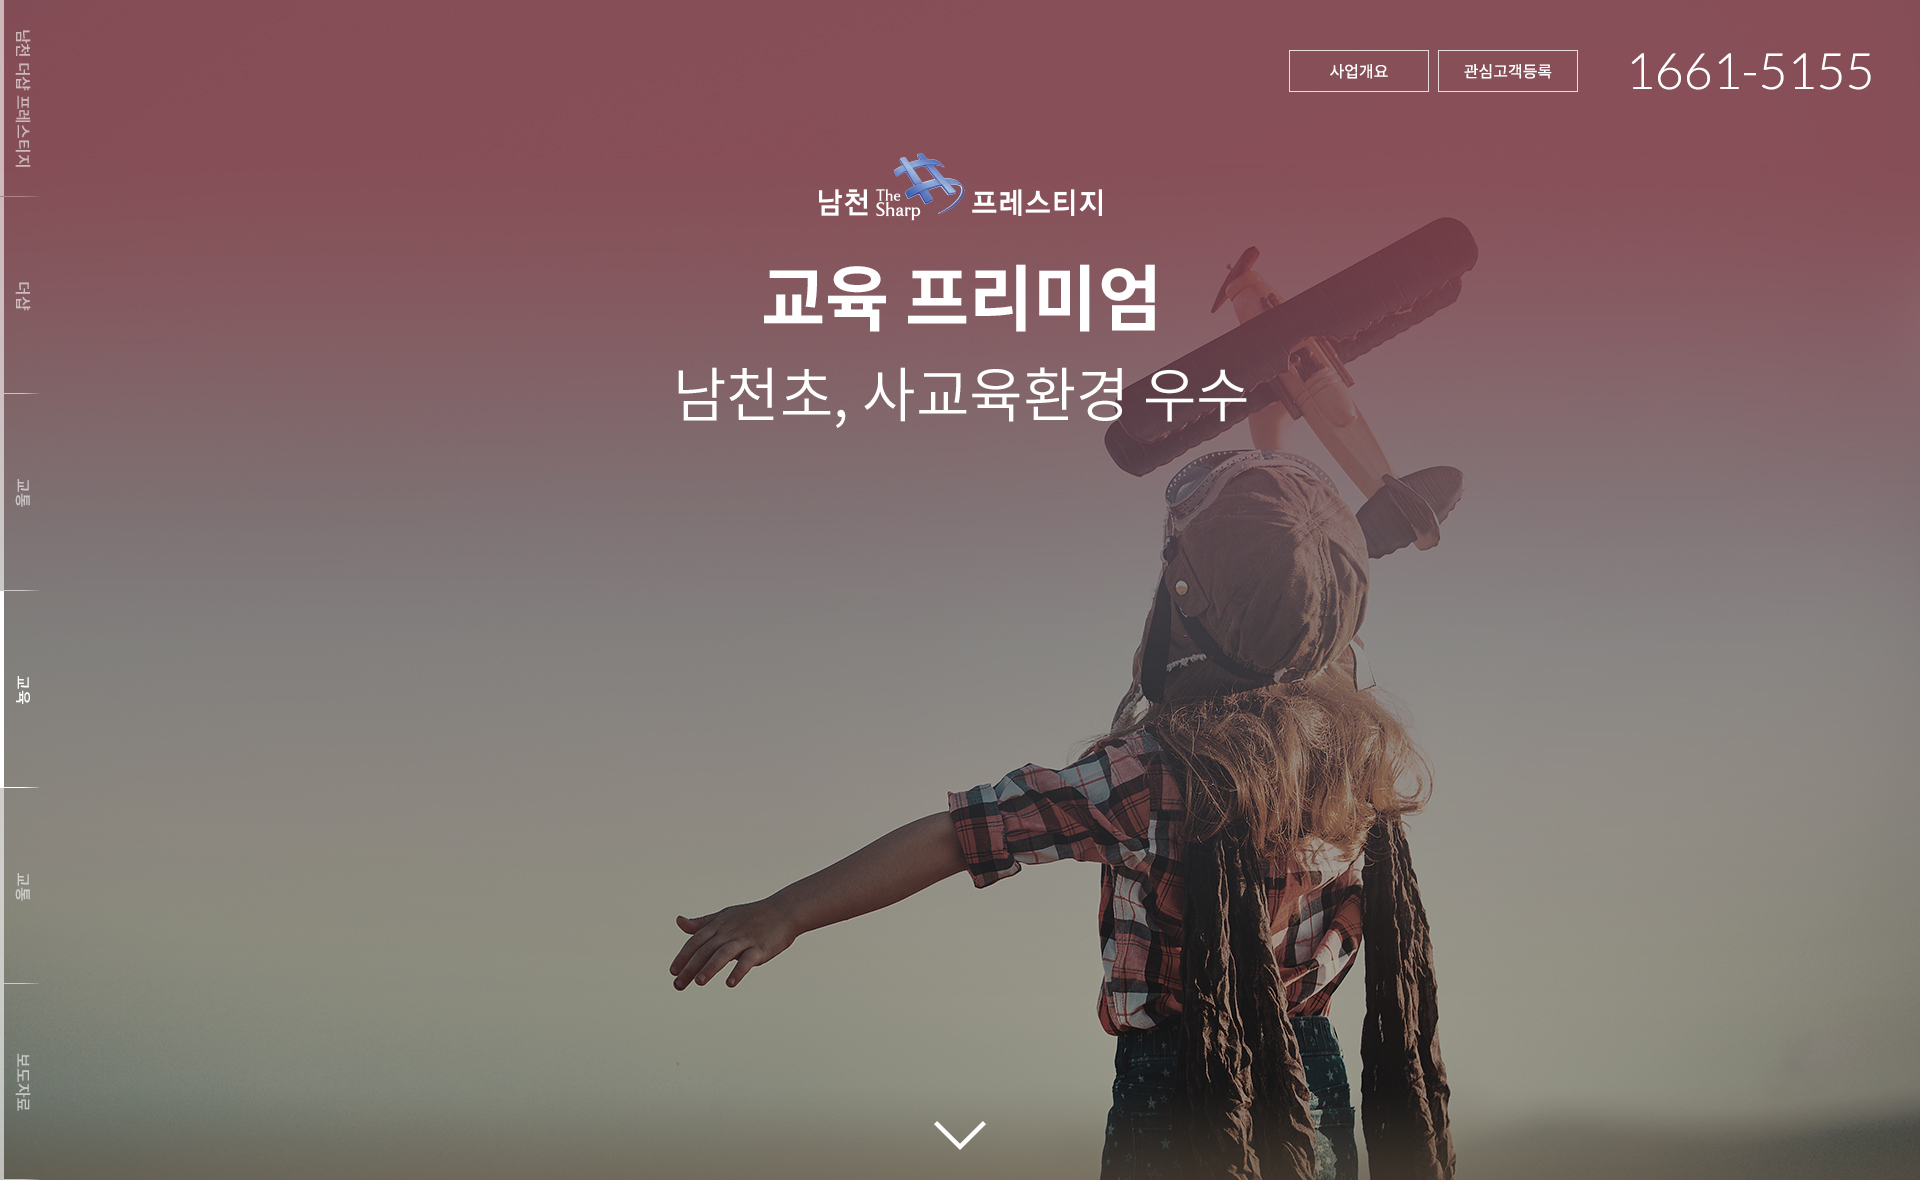 사업개요
관심고객등록
1661-5155
남천 The Sharp 프레스티지
교육 프리미엄
남천초, 사교육환경 우수
남천 더샵 프레스티지
더샵
교통
교육
교통
보도자료